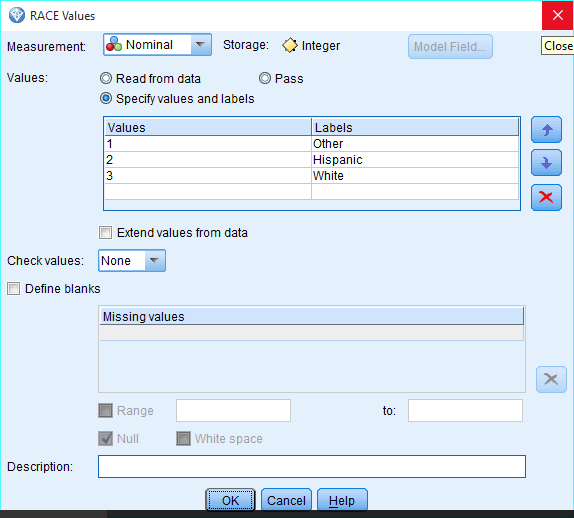 RACE Values
Close
Measurement: Nominal Storage: Integer Model Field...
Values: Read from data Pass
Specify values and labels
Values Labels
1 Other
2 Hispanic
3 White
Extend values from data
Check values: None
Define blanks
Missing values
Range to:
Null White space
Description:
OK Cancel Help